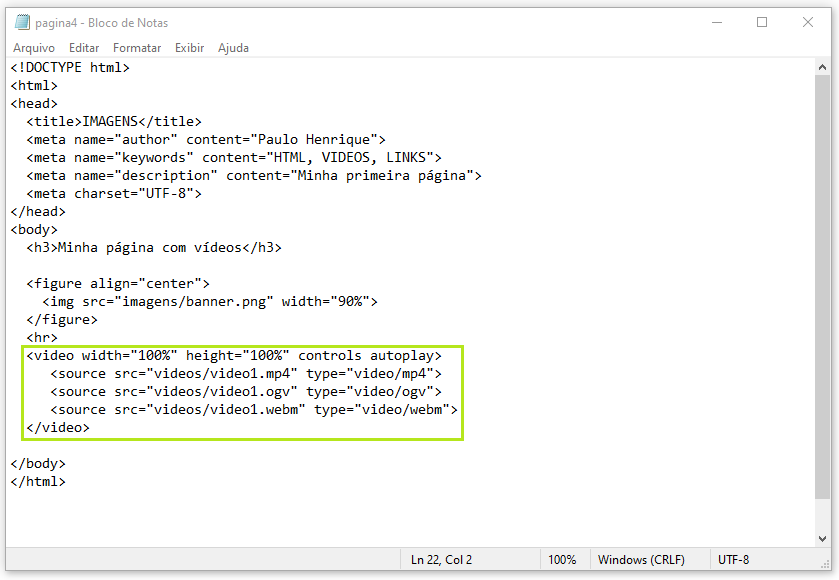 pagina4 - Bloco de Notas
Arquivo Editar Formatar Exibir Ajuda
<!DOCTYPE html>
<html>
<head>
  <title>IMAGENS</title>
  <meta name="author" content="Paulo Henrique">
  <meta name="keywords" content="HTML, VIDEOS, LINKS">
  <meta name="description" content="Minha primeira página">
  <meta charset="UTF-8">
</head>
<body>
  <h3>Minha página com vídeos</h3>

  <figure align="center">
    <img src="imagens/banner.png" width="90%">
  </figure>
  <hr>
  <video width="100%" height="100%" controls autoplay>
     <source src="videos/video1.mp4" type="video/mp4">
     <source src="videos/video1.ogv" type="video/ogv">
     <source src="videos/video1.webm" type="video/webm">
  </video>

</body>
</html>
Ln 22, Col 2 100% Windows (CRLF) UTF-8